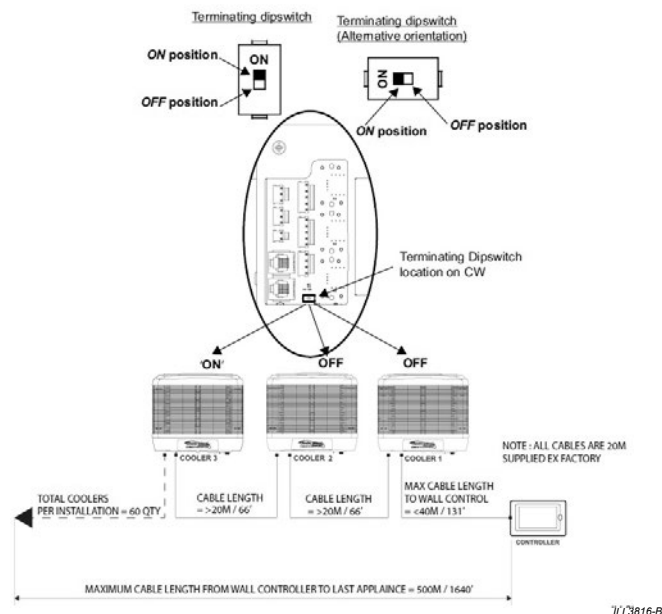 Terminating dipswitch
Terminating dipswitch
(Alternative orientation)
ON position
ON
OFF position
ON
ON position
OFF position
Terminating Dipswitch
location on CW
'ON'
OFF
OFF
COOLER 3
COOLER 2
COOLER 1
NOTE : ALL CABLES ARE 20M
SUPPLIED EX FACTORY
TOTAL COOLERS
PER INSTALLATION = 60 QTY
CABLE LENGTH
= >20M / 66'
CABLE LENGTH
= >20M / 66'
MAX CABLE LENGTH
TO WALL CONTROL
= <40M / 131'
CONTROLLER
MAXIMUM CABLE LENGTH FROM WALL CONTROLLER TO LAST APPLAINCE = 500M / 1640'